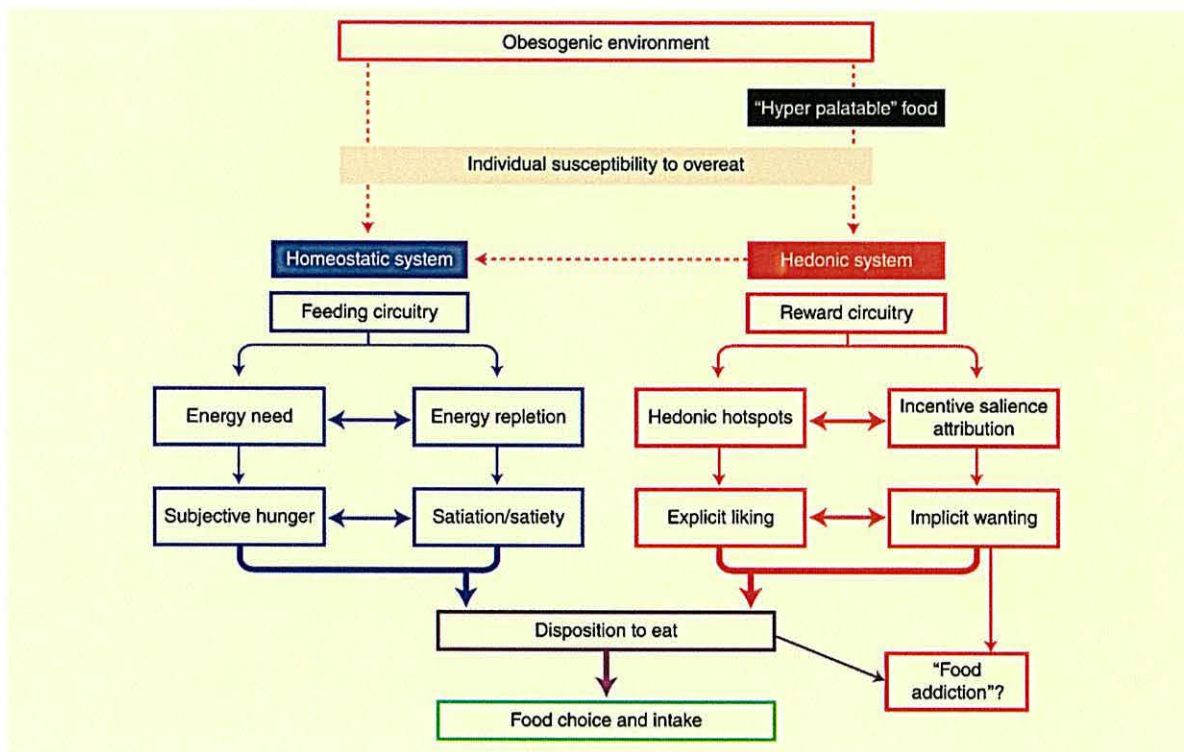 Obesogenic environment
“Hyper palatable” food
Individual susceptibility to overeat
Homeostatic system
Hedonic system
Feeding circuitry
Reward circuitry
Energy need
Energy repletion
Hedonic hotspots
Incentive salience
attribution
Subjective hunger
Satiation/satiety
Explicit liking
Implicit wanting
Disposition to eat
“Food
addiction”?
Food choice and intake